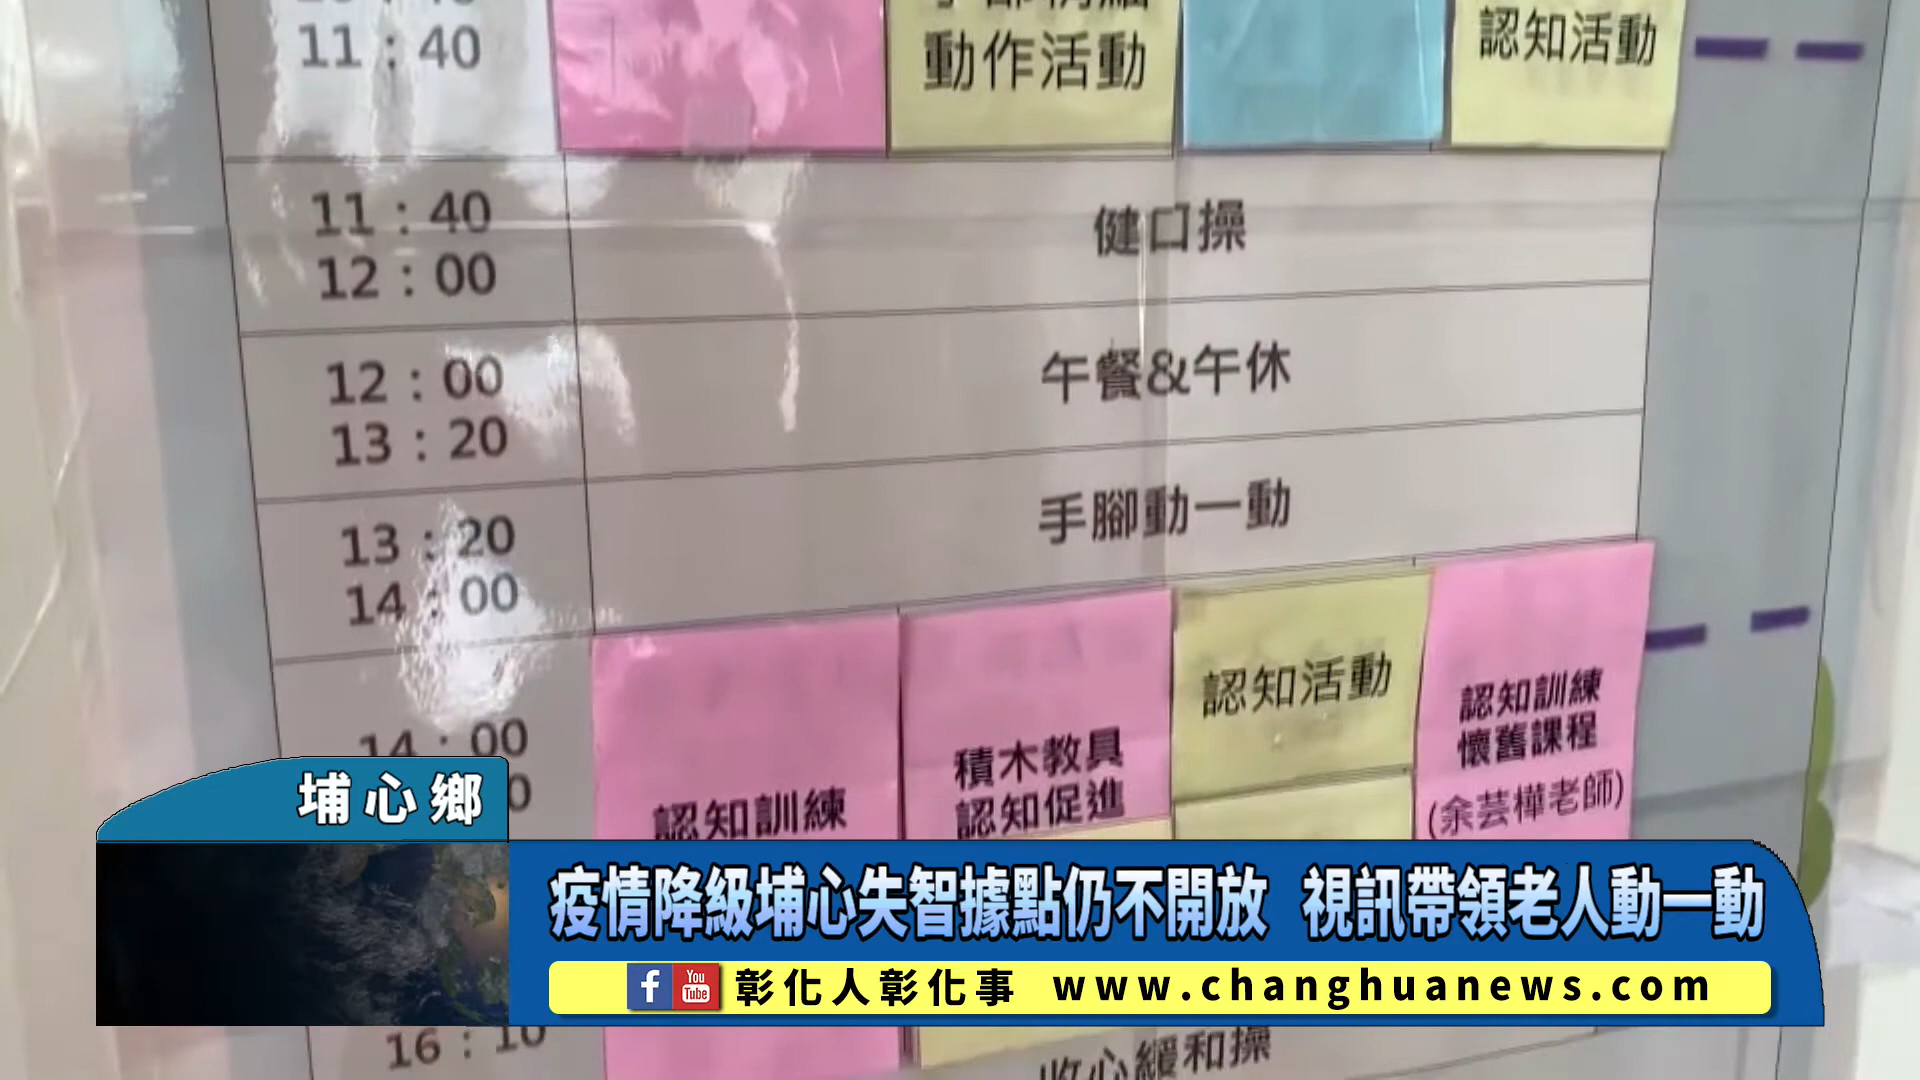 11：40
動作活動
認知活動
11：40
12：00
健口操
12：00
13：20
午餐&午休
13：20
14：00
手腳動一動
14：00
認知訓練
積木教具
認知促進
認知活動
認知訓練
懷舊課程
(余芸樺老師)
埔心鄉
疫情降級埔心失智據點仍不開放 視訊帶領老人動一動
f You Tube 彰化人彰化事 www.changhuanews.com
16：10
收心緩和操